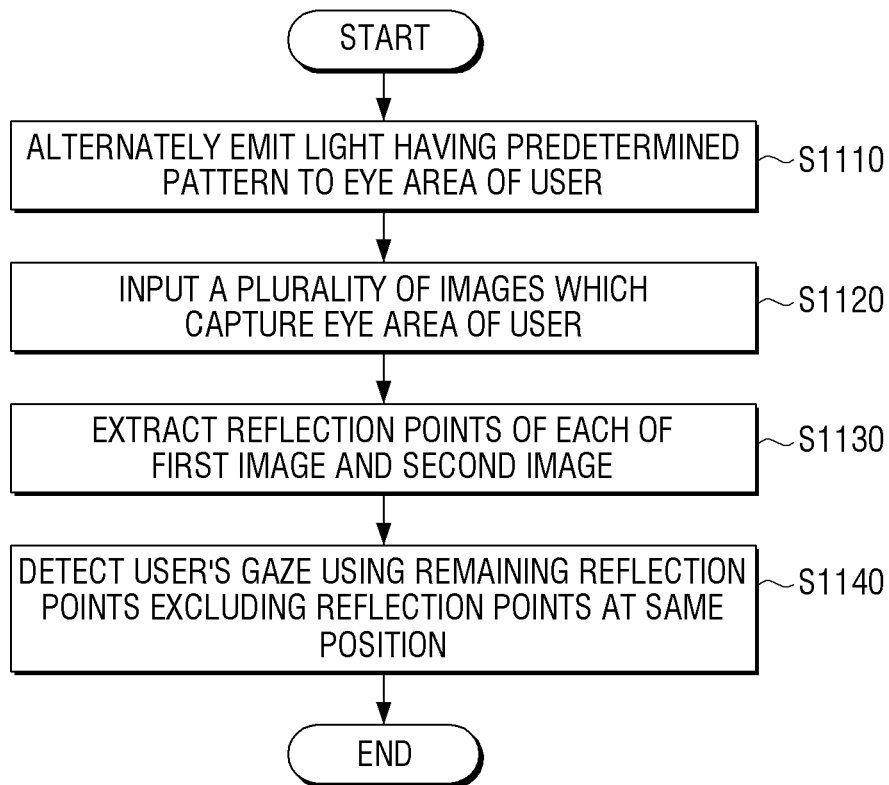 START
ALTERNATELY EMIT LIGHT HAVING PREDETERMINED
PATTERN TO EYE AREA OF USER
S1110
INPUT A PLURALITY OF IMAGES WHICH
CAPTURE EYE AREA OF USER
S1120
EXTRACT REFLECTION POINTS OF EACH OF
FIRST IMAGE AND SECOND IMAGE
S1130
DETECT USER'S GAZE USING REMAINING REFLECTION
POINTS EXCLUDING REFLECTION POINTS AT SAME
POSITION
S1140
END